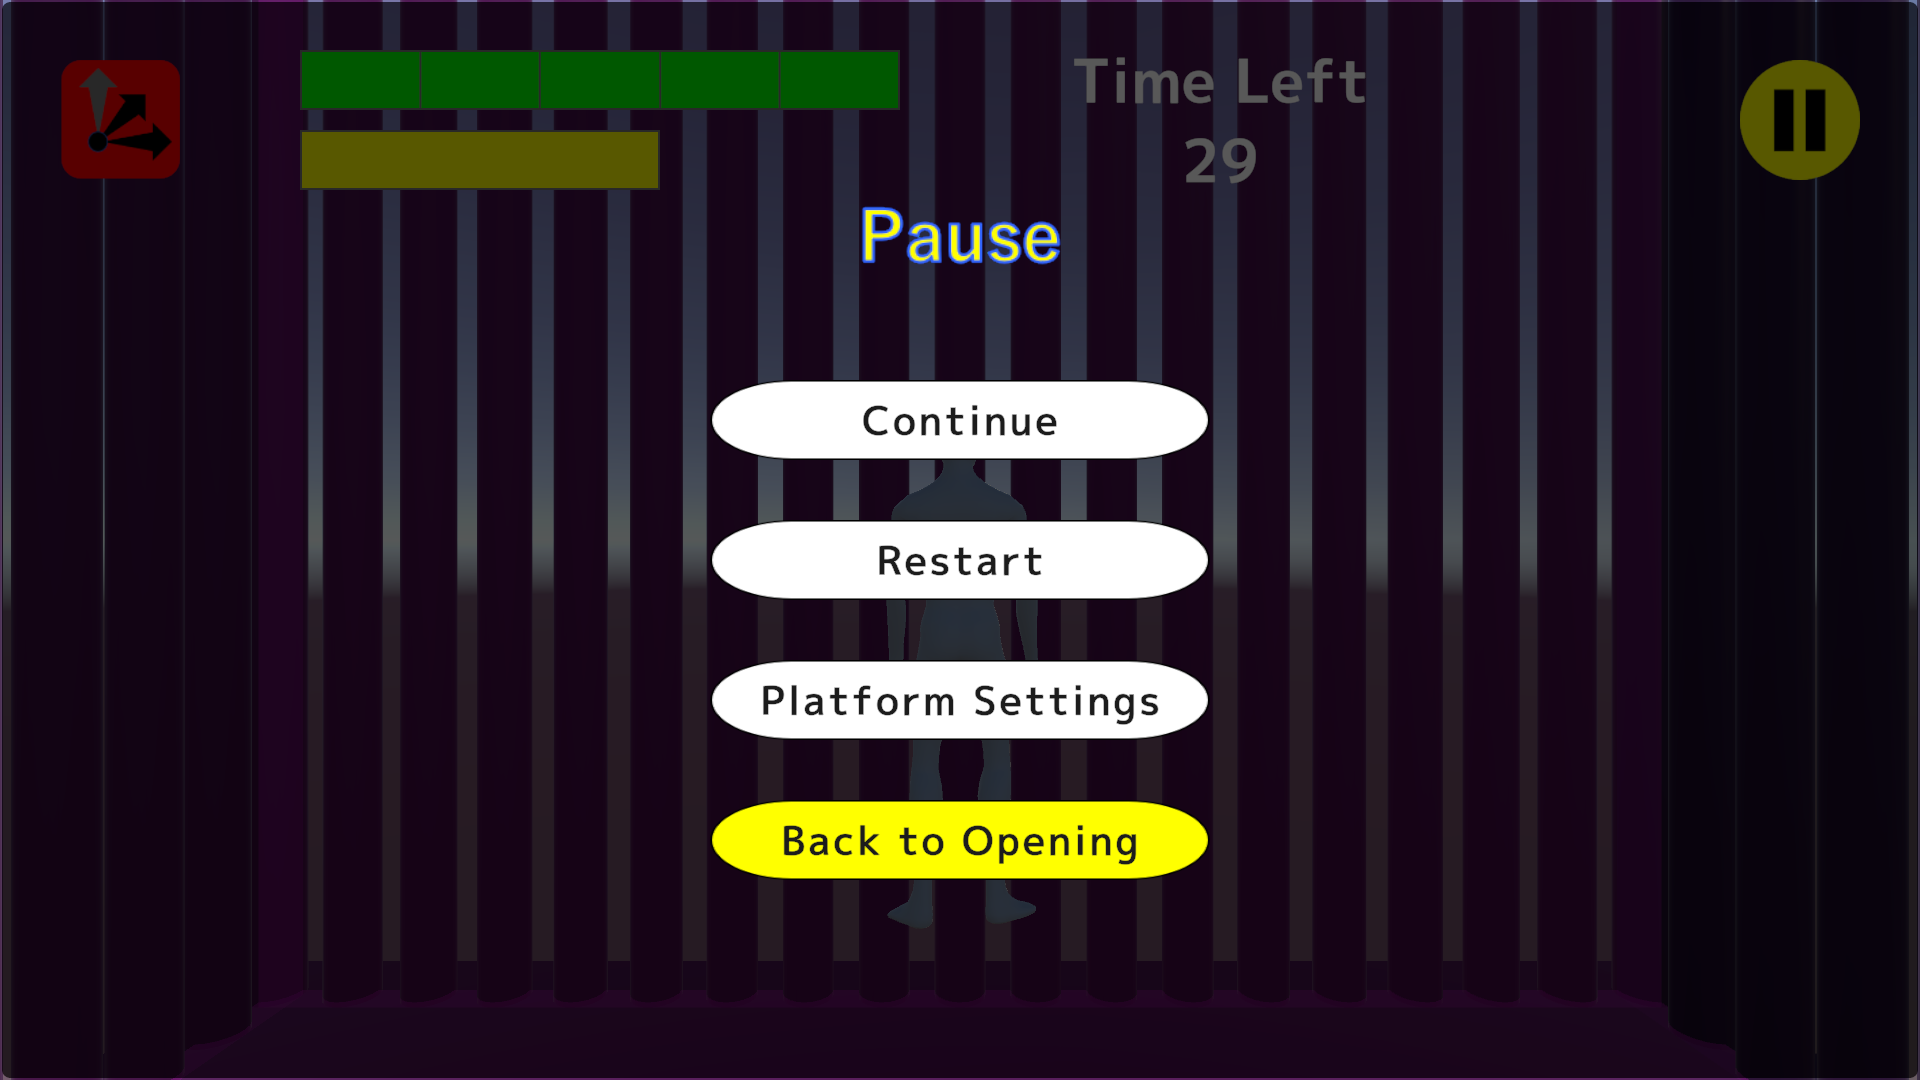 Time Left
29
Pause
Continue
Restart
Platform Settings
Back to Opening